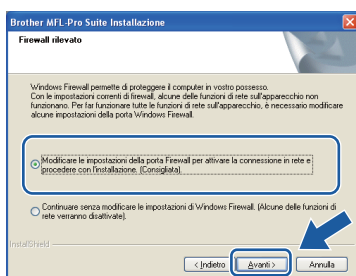 Brother MFL-Pro Suite Installazione
Firewall rilevato
Windows Firewall permette di proteggere il computer in vostro possesso.
Con le impostazioni correnti di firewall, alcune delle funzioni di rete sull'apparecchio non
funzionano. Per far funzionare tutte le funzioni di rete sull'apparecchio, è necessario modificare
alcune impostazioni della porta Windows Firewall.
Modificare le impostazioni della porta Firewall per attivare la connessione in rete e
procedere con l'installazione. (Consigliata).
Continuare senza modificare le impostazioni di Windows Firewall. (Alcune delle funzioni di
rete verranno disattivate).
InstallShield
< Indietro
Avanti >
Annulla